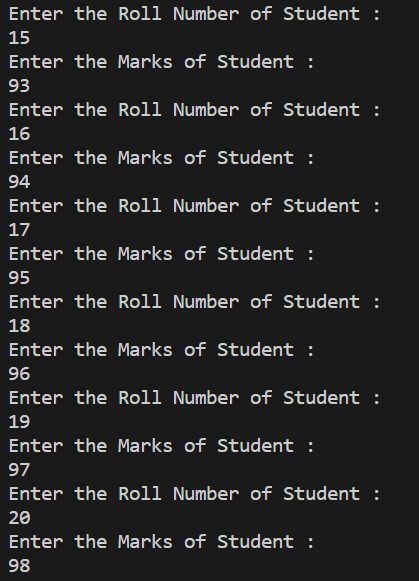 Enter the Roll Number of Student :
15
Enter the Marks of Student :
93
Enter the Roll Number of Student :
16
Enter the Marks of Student :
94
Enter the Roll Number of Student :
17
Enter the Marks of Student :
95
Enter the Roll Number of Student :
18
Enter the Marks of Student :
96
Enter the Roll Number of Student :
19
Enter the Marks of Student :
97
Enter the Roll Number of Student :
20
Enter the Marks of Student :
98